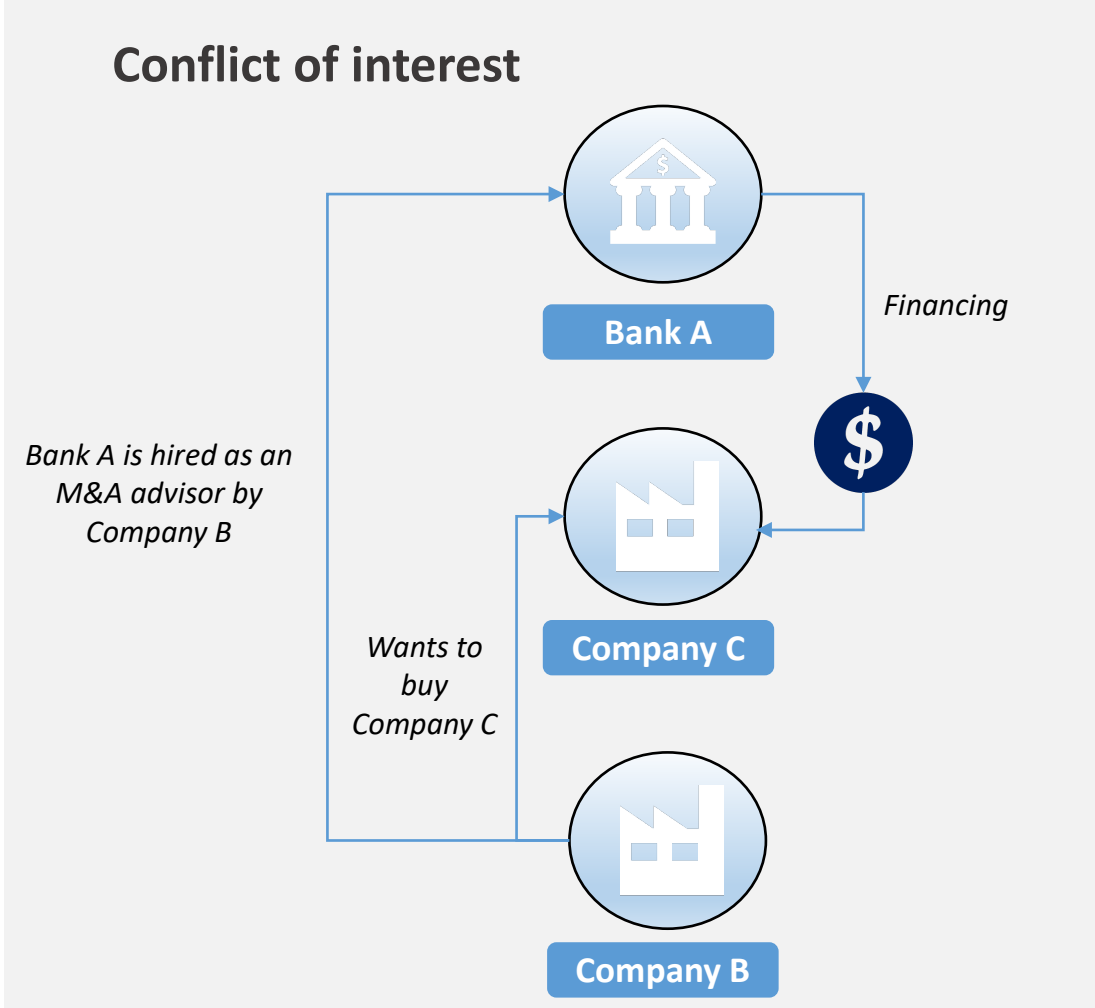 Conflict of interest
$
Bank A
Financing
$
Bank A is hired as an
M&A advisor by
Company B
Company C
Wants to
buy
Company C
Company B